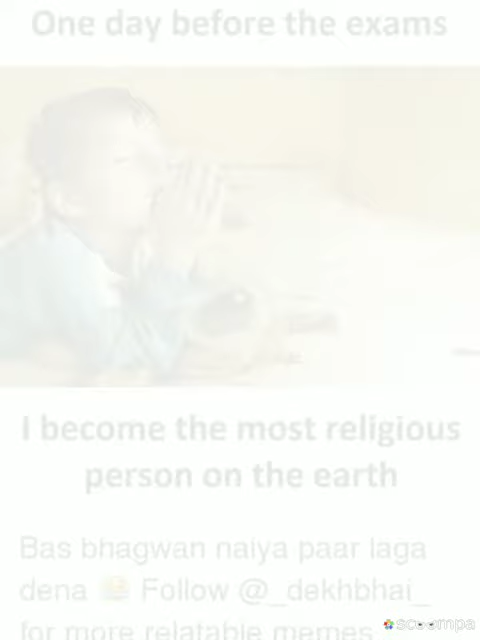 One day before the exams
I become the most religious
person on the earth
Bas bhagwan naiya paar laga
dena 😂 Follow @_dekhbhai_
for more relatable memes